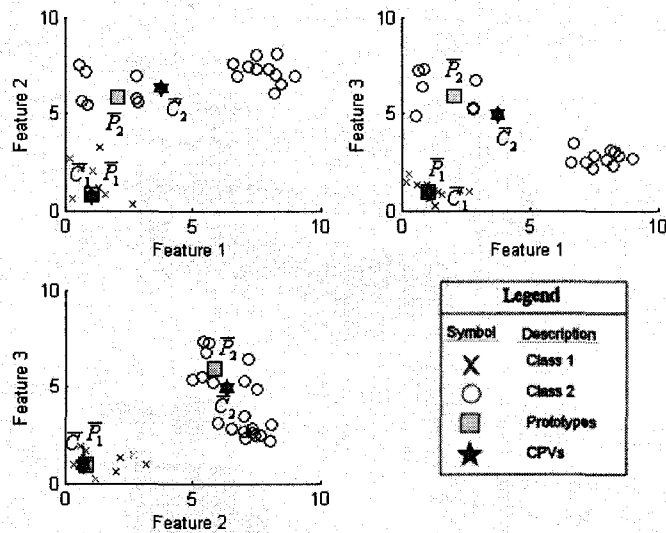 10
5
0
0
5
10
Feature 2
Feature 1
P̅₂
C⃗₂
C⃗₁
P̅₁
10
5
0
0
5
10
Feature 3
Feature 1
P̅₂
C⃗₂
P̅₁
C⃗₁
10
5
0
0
5
10
Feature 3
Feature 2
P̅₂
C⃗₂
C⃗
P̅₁
Legend
Symbol Description
Class 1
Class 2
Prototypes
CPVs